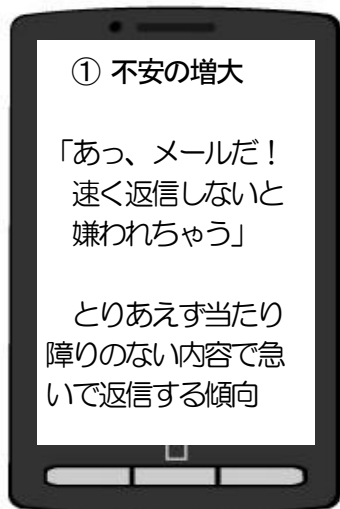 ① 不安の増大
「あっ、メールだ！
速く返信しないと
嫌われちゃう」
とりあえず当たり
障りのない内容で急
いで返信する傾向